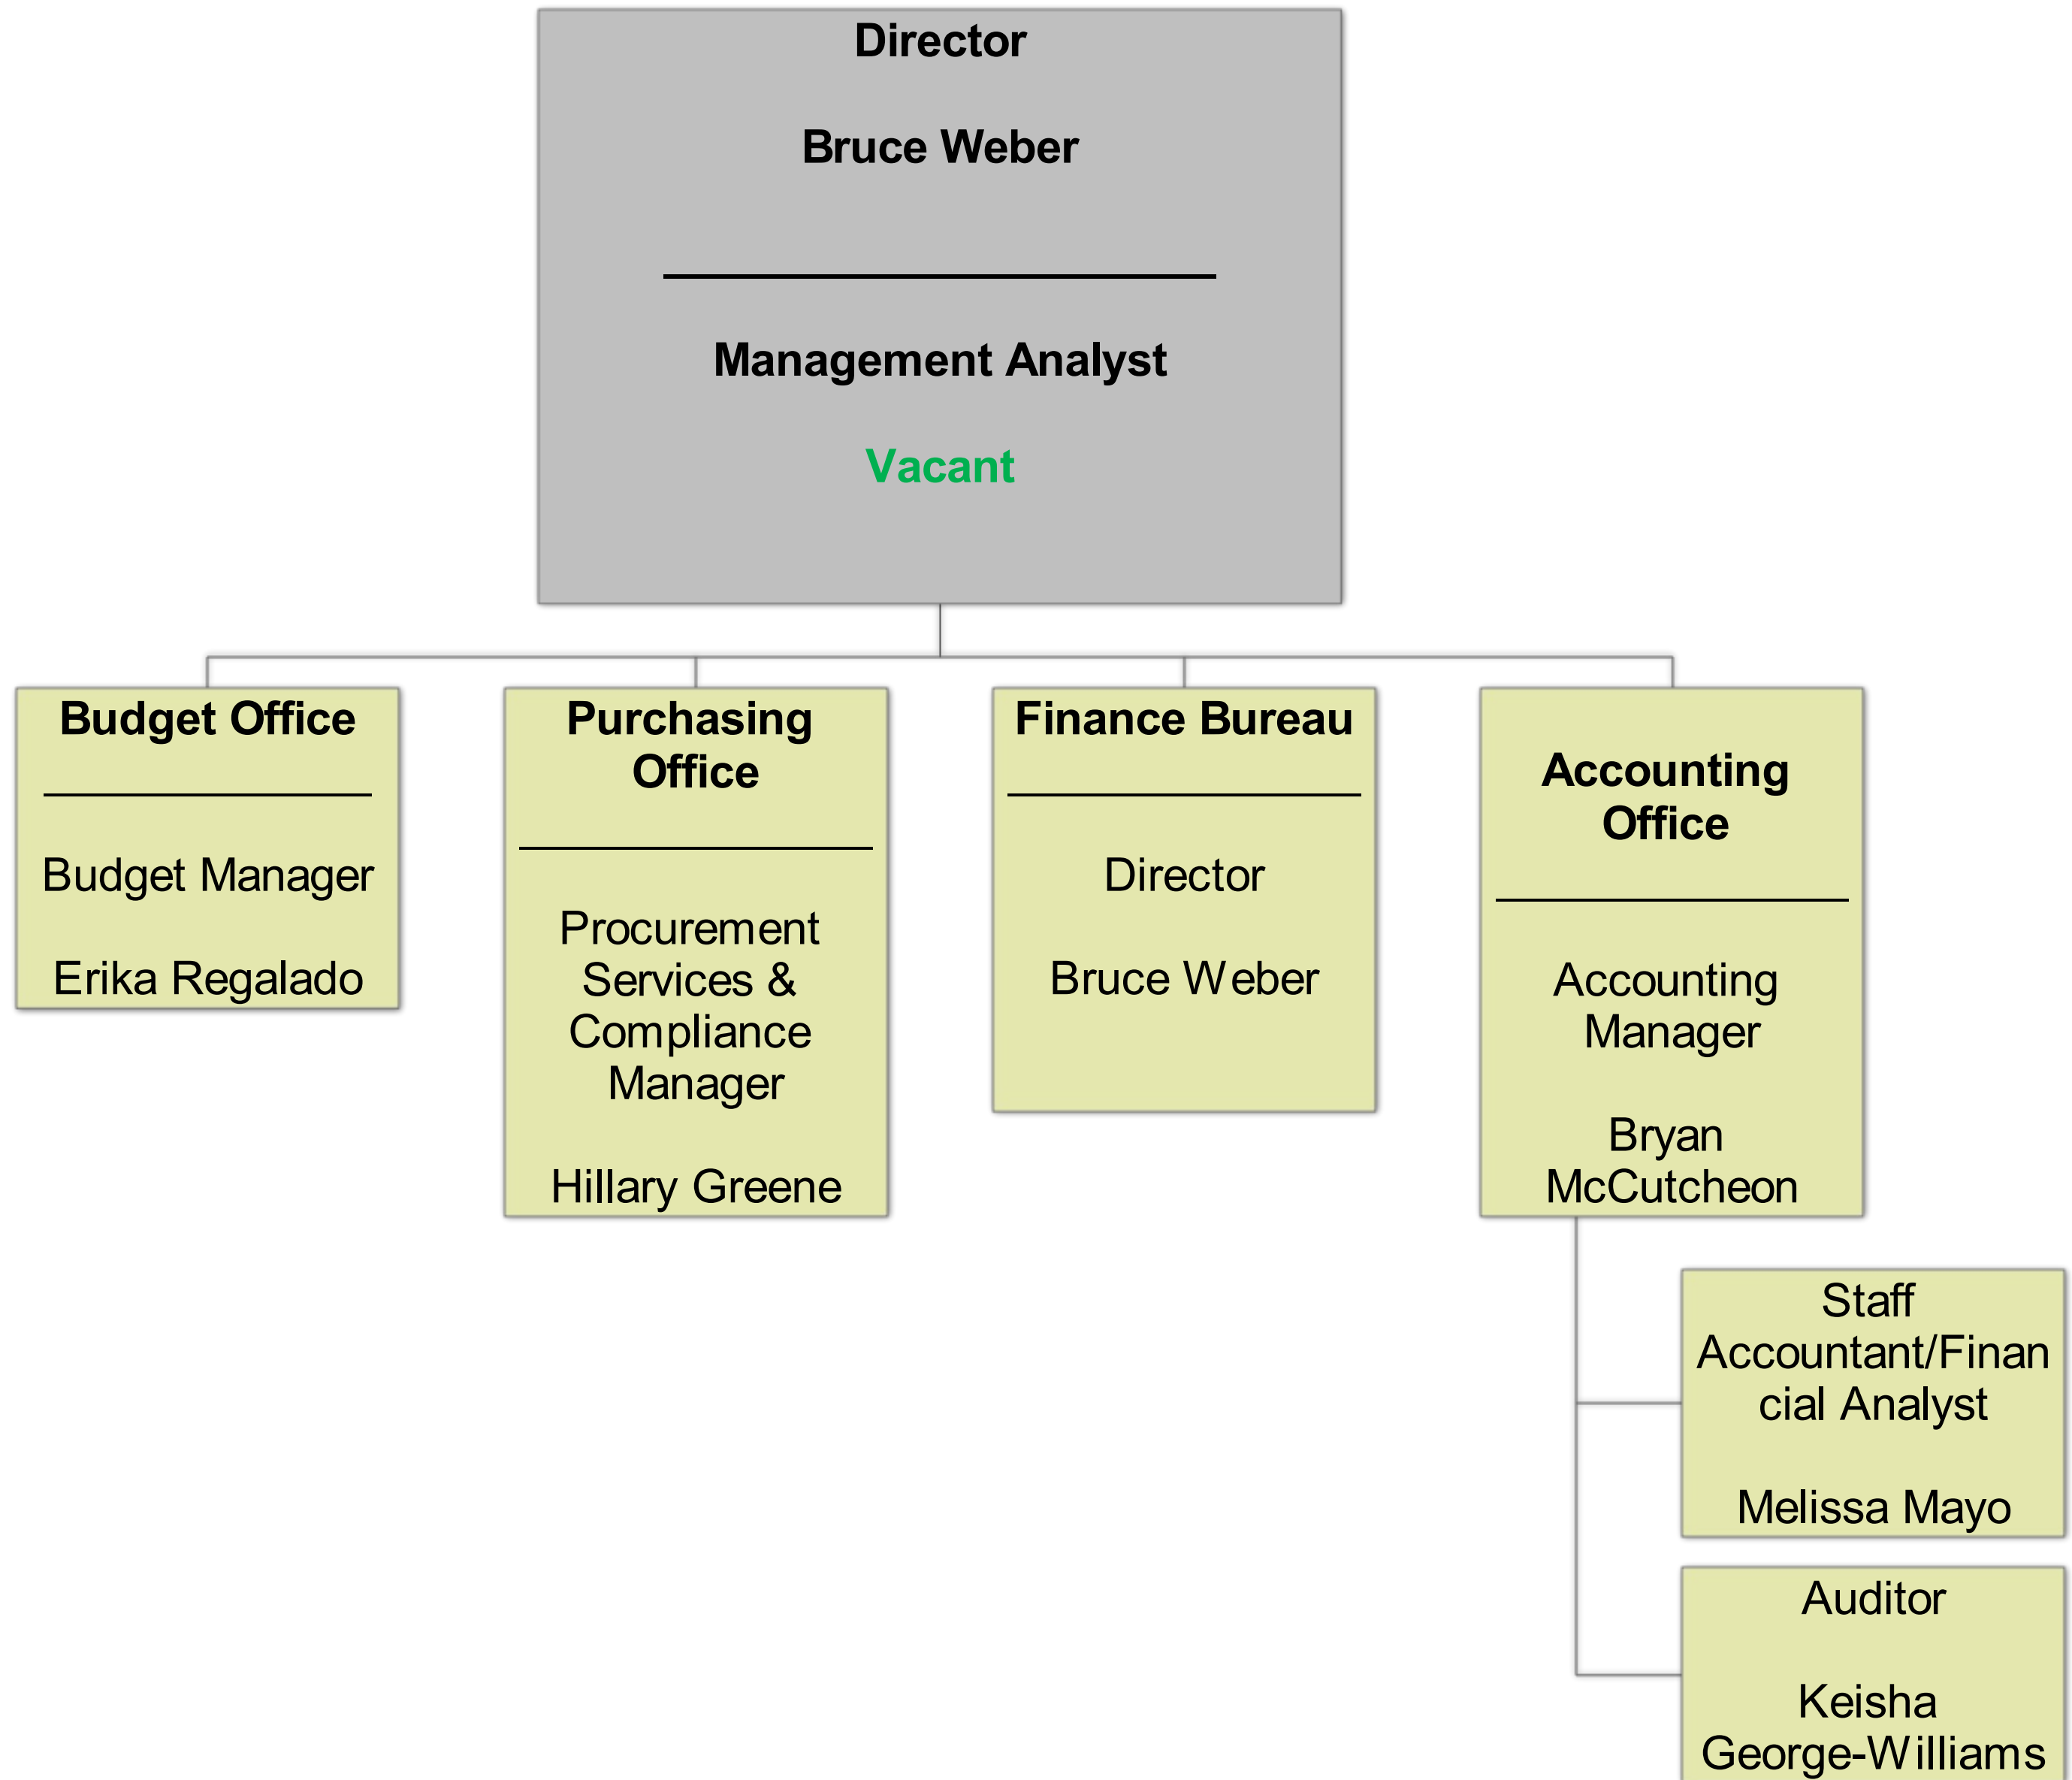 Director
Bruce Weber
Management Analyst
Vacant
Budget Office
Budget Manager
Erika Regalado
Purchasing
Office
Procurement
Services &
Compliance
Manager
Hillary Greene
Finance Bureau
Director
Bruce Weber
Accounting
Office
Accounting
Manager
Bryan
McCutcheon
Staff
Accountant/Finan
cial Analyst
Melissa Mayo
Auditor
Keisha
George-Williams